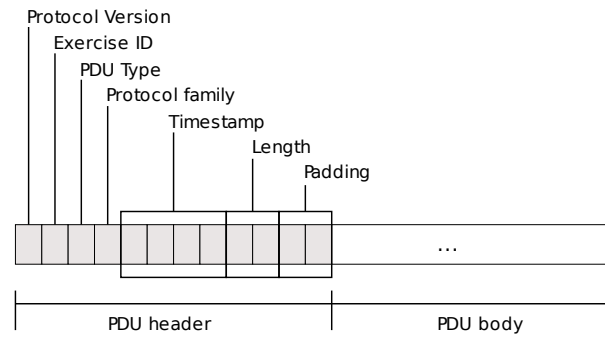 Protocol Version
Exercise ID
PDU Type
Protocol family
Timestamp
Length
Padding
...
PDU header
PDU body